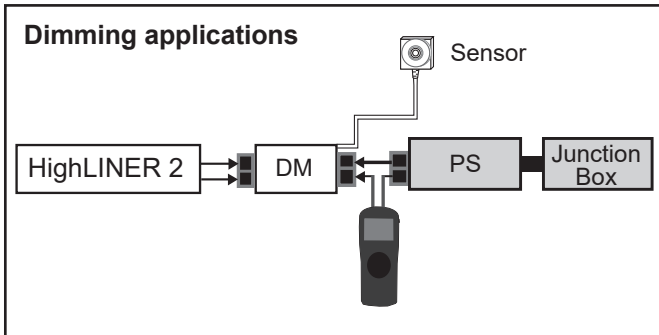 Dimming applications
Sensor
HighLINER 2
DM
PS
Junction
Box